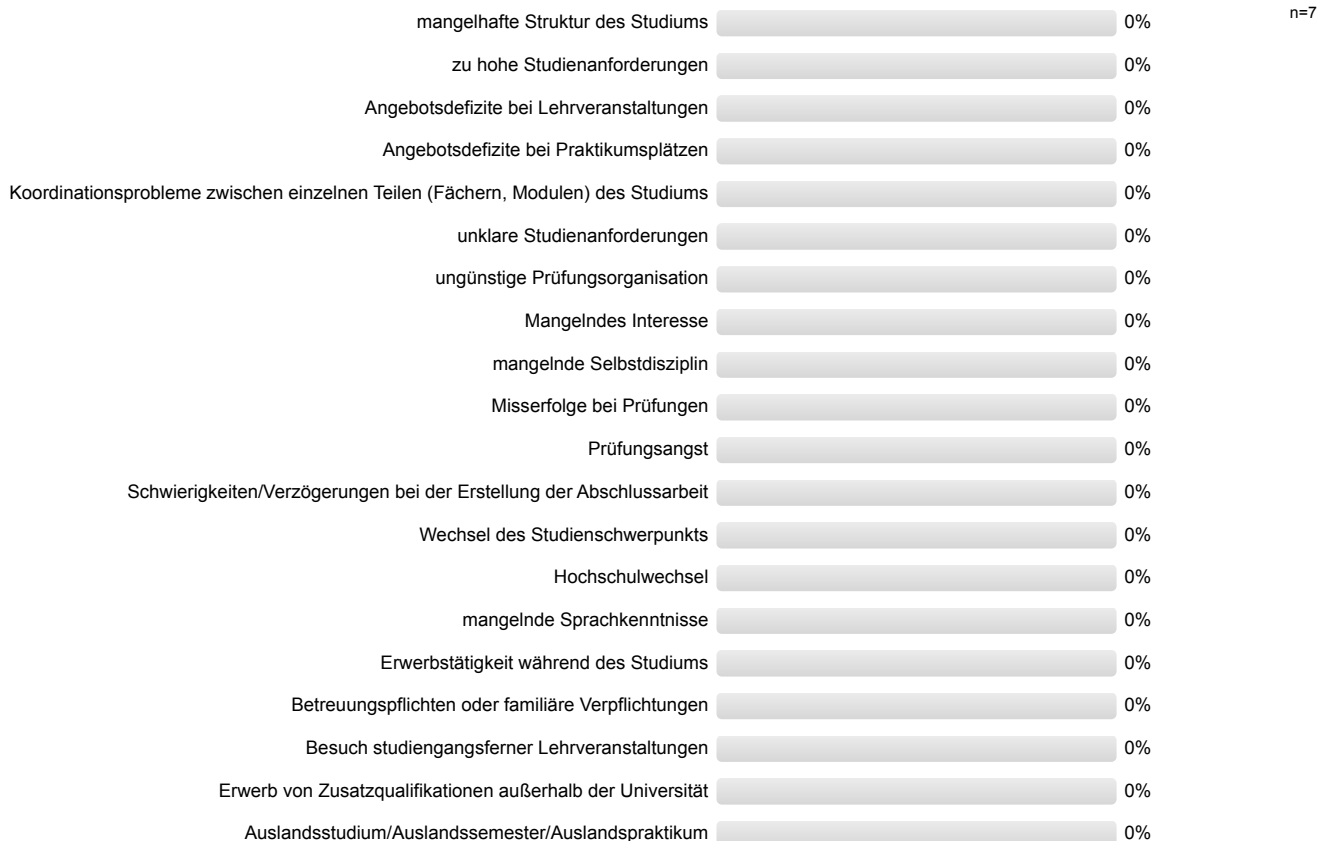 mangelhafte Struktur des Studiums 0% n=7
zu hohe Studienanforderungen 0%
Angebotsdefizite bei Lehrveranstaltungen 0%
Angebotsdefizite bei Praktikumsplätzen 0%
Koordinationsprobleme zwischen einzelnen Teilen (Fächern, Modulen) des Studiums 0%
unklare Studienanforderungen 0%
ungünstige Prüfungsorganisation 0%
Mangelndes Interesse 0%
mangelnde Selbstdisziplin 0%
Misserfolge bei Prüfungen 0%
Prüfungsangst 0%
Schwierigkeiten/Verzögerungen bei der Erstellung der Abschlussarbeit 0%
Wechsel des Studienschwerpunkts 0%
Hochschulwechsel 0%
mangelnde Sprachkenntnisse 0%
Erwerbstätigkeit während des Studiums 0%
Betreuungspflichten oder familiäre Verpflichtungen 0%
Besuch studiengangsferner Lehrveranstaltungen 0%
Erwerb von Zusatzqualifikationen außerhalb der Universität 0%
Auslandsstudium/Auslandssemester/Auslandspraktikum 0%